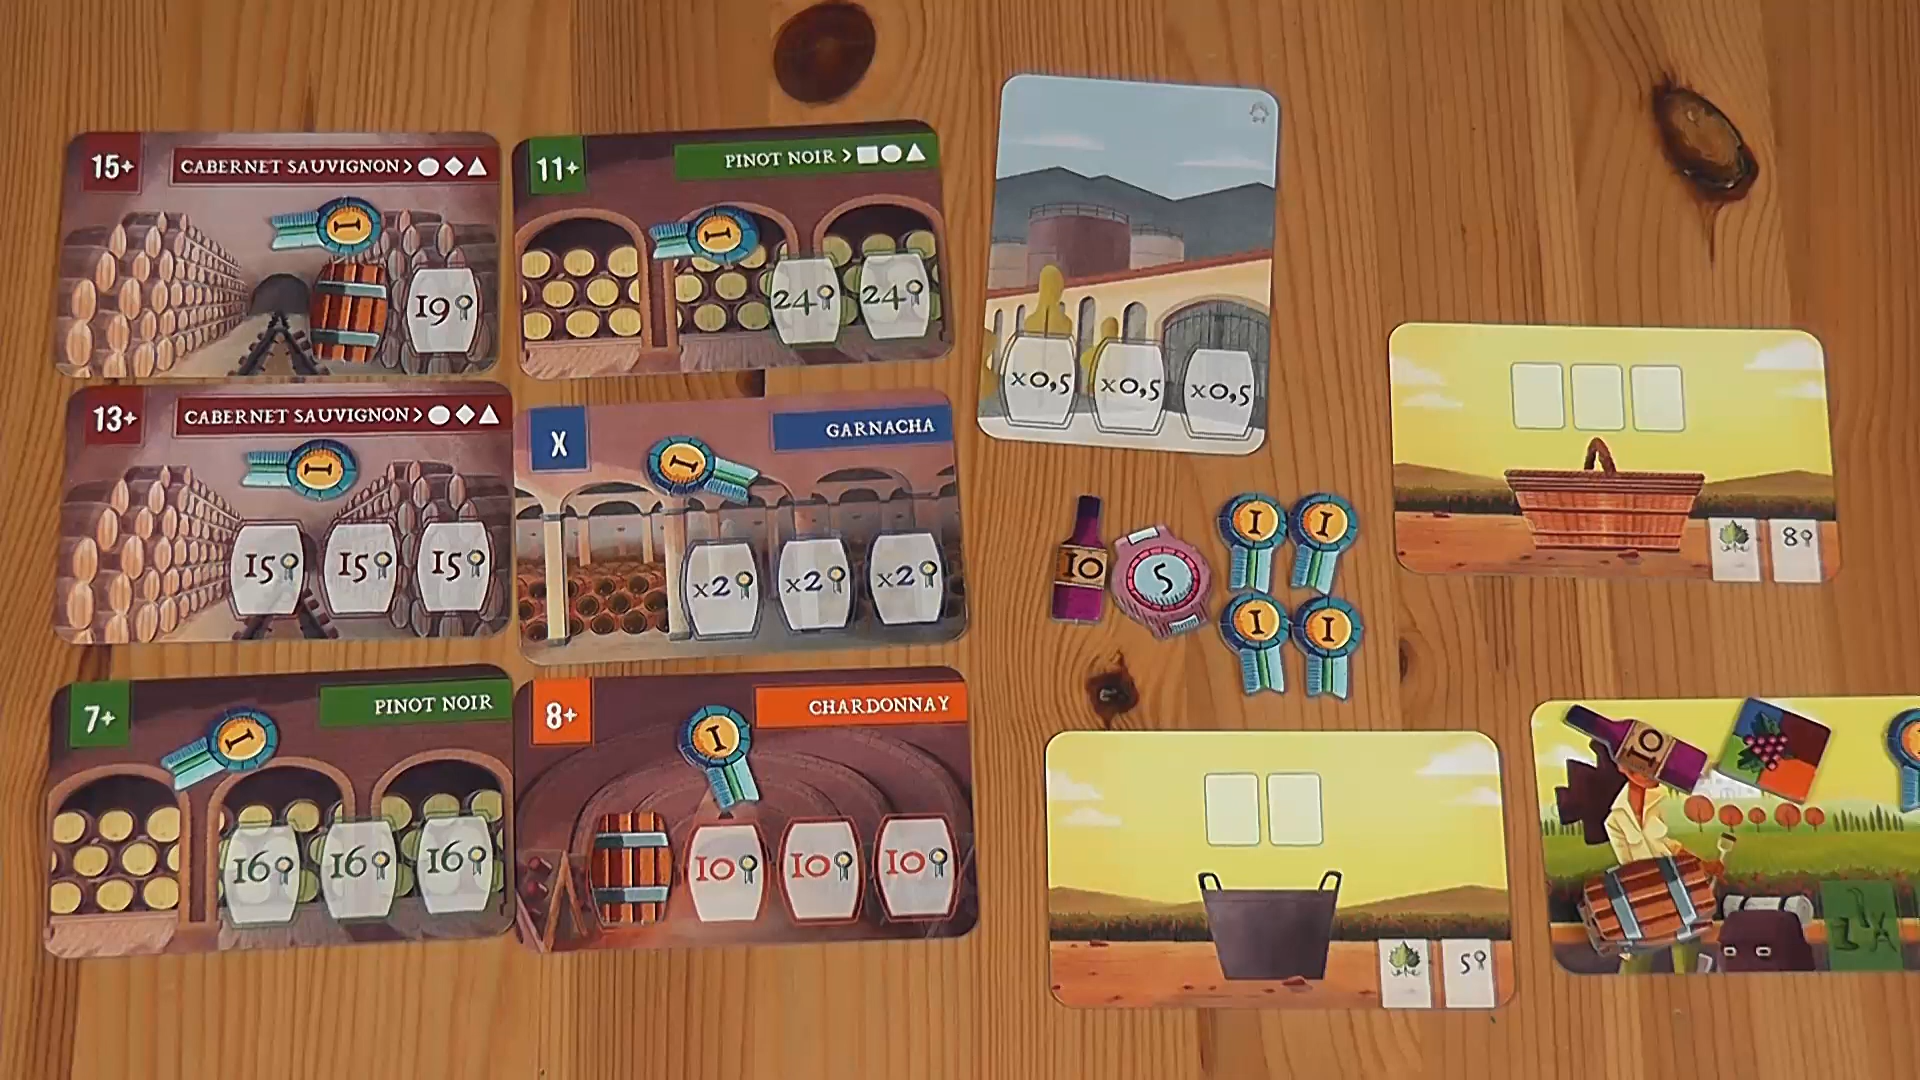 15+ CABERNET SAUVIGNON >
I
19
11+ PINOT NOIR >
I
24 24
13+ CABERNET SAUVIGNON >
I
15 15 15
X GARNACHA
I
x2 x2 x2
7+ PINOT NOIR
I
16 16 16
8+ CHARDONNAY
I
10 10 10
x0,5 x0,5 x0,5
10 5 I I
I I
8
5
10